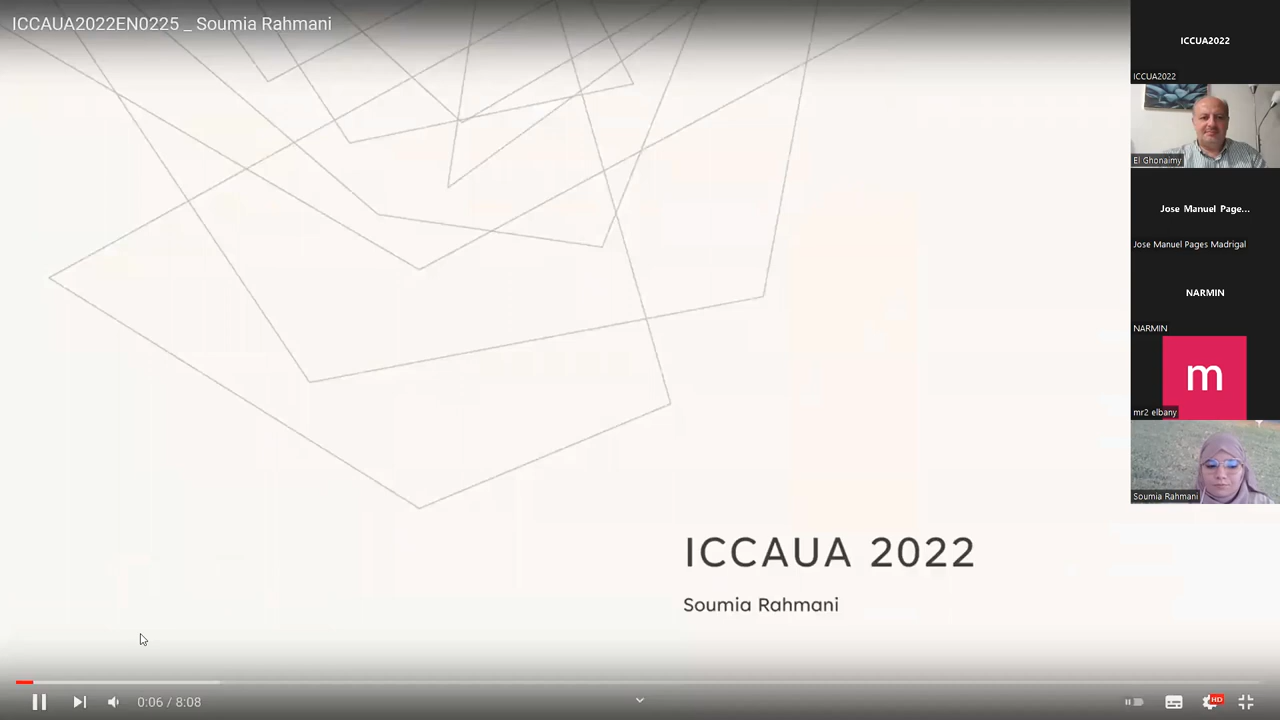 ICCAUA2022EN0225 _ Soumia Rahmani
ICCUA2022
ICCUA2022
El Ghonaimy
Jose Manuel Page...
Jose Manuel Pages Madrigal
NARMIN
NARMIN
m
mr2 elbany
Soumia Rahmani
ICCAUA 2022
Soumia Rahmani
0:06 / 8:08
HD